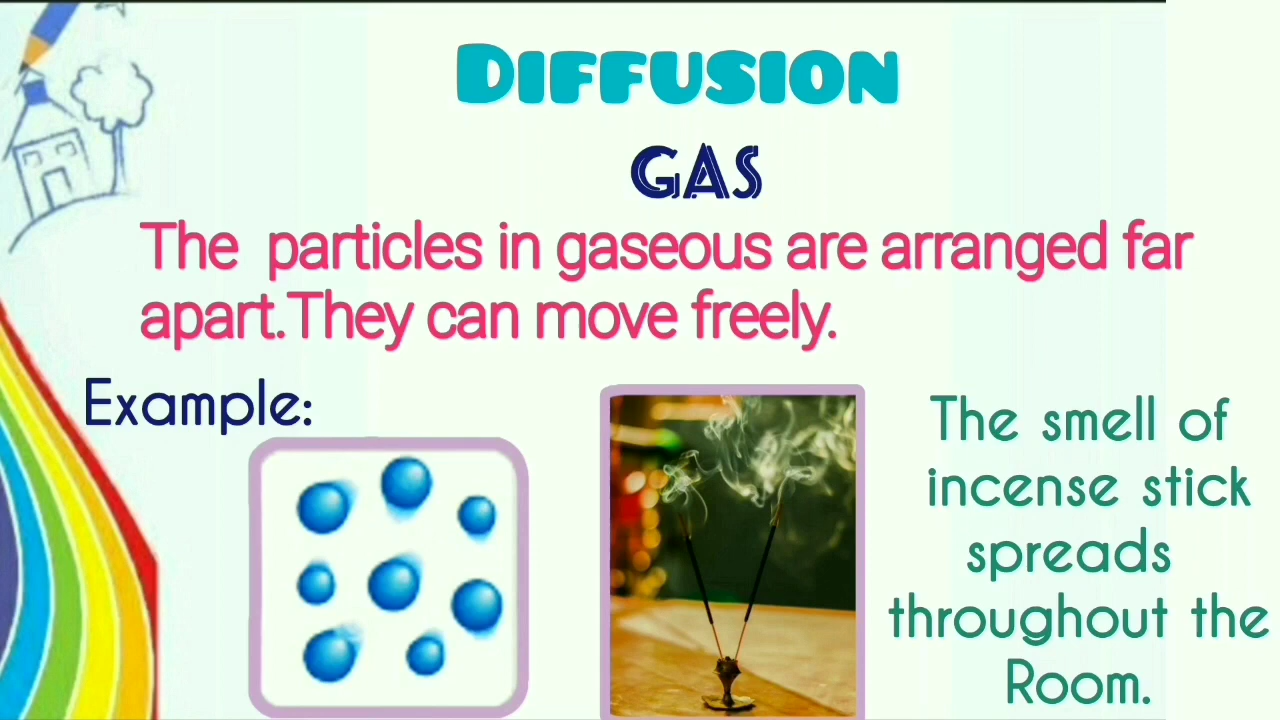 DIFFUSION
GAS
The particles in gaseous are arranged far
apart.They can move freely.
Example:
The smell of
incense stick
spreads
throughout the
Room.